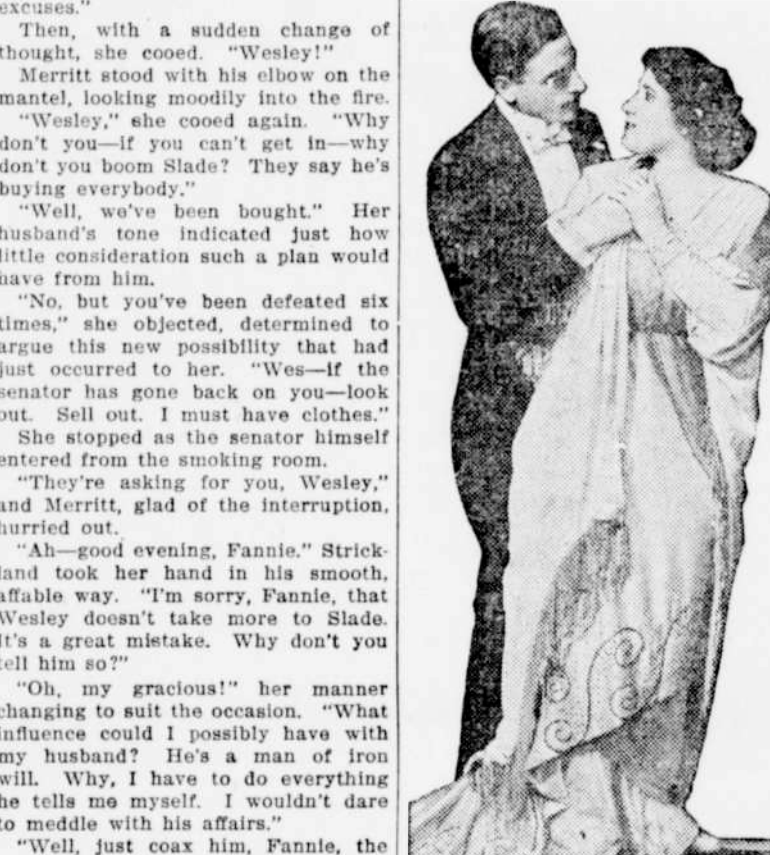 excuses."
Then, with a sudden change of
thought, she cooed. "Wesley!"
Merritt stood with his elbow on the
mantel, looking moodily into the fire.
"Wesley," she cooed again. "Why
don't you—if you can't get in—why
don't you boom Slade? They say he's
buying everybody."
"Well, we've been bought." Her
husband's tone indicated just how
little consideration such a plan would
have from him.
"No, but you've been defeated six
times," she objected, determined to
argue this new possibility that had
just occurred to her. "Wes—if the
senator has gone back on you—look
out. Sell out. I must have clothes."
She stopped as the senator himself
entered from the smoking room.
"They're asking for you, Wesley,"
and Merritt, glad of the interruption,
hurried out.
"Ah—good evening, Fannie." Strick-
land took her hand in his smooth,
affable way. "I'm sorry, Fannie, that
Wesley doesn't take more to Slade.
It's a great mistake. Why don't you
tell him so?"
"Oh, my gracious!" her manner
changing to suit the occasion. "What
influence could I possibly have with
my husband? He's a man of iron
will. Why, I have to do everything
he tells me myself. I wouldn't dare
to meddle with his affairs."
"Well, just coax him, Fannie, the